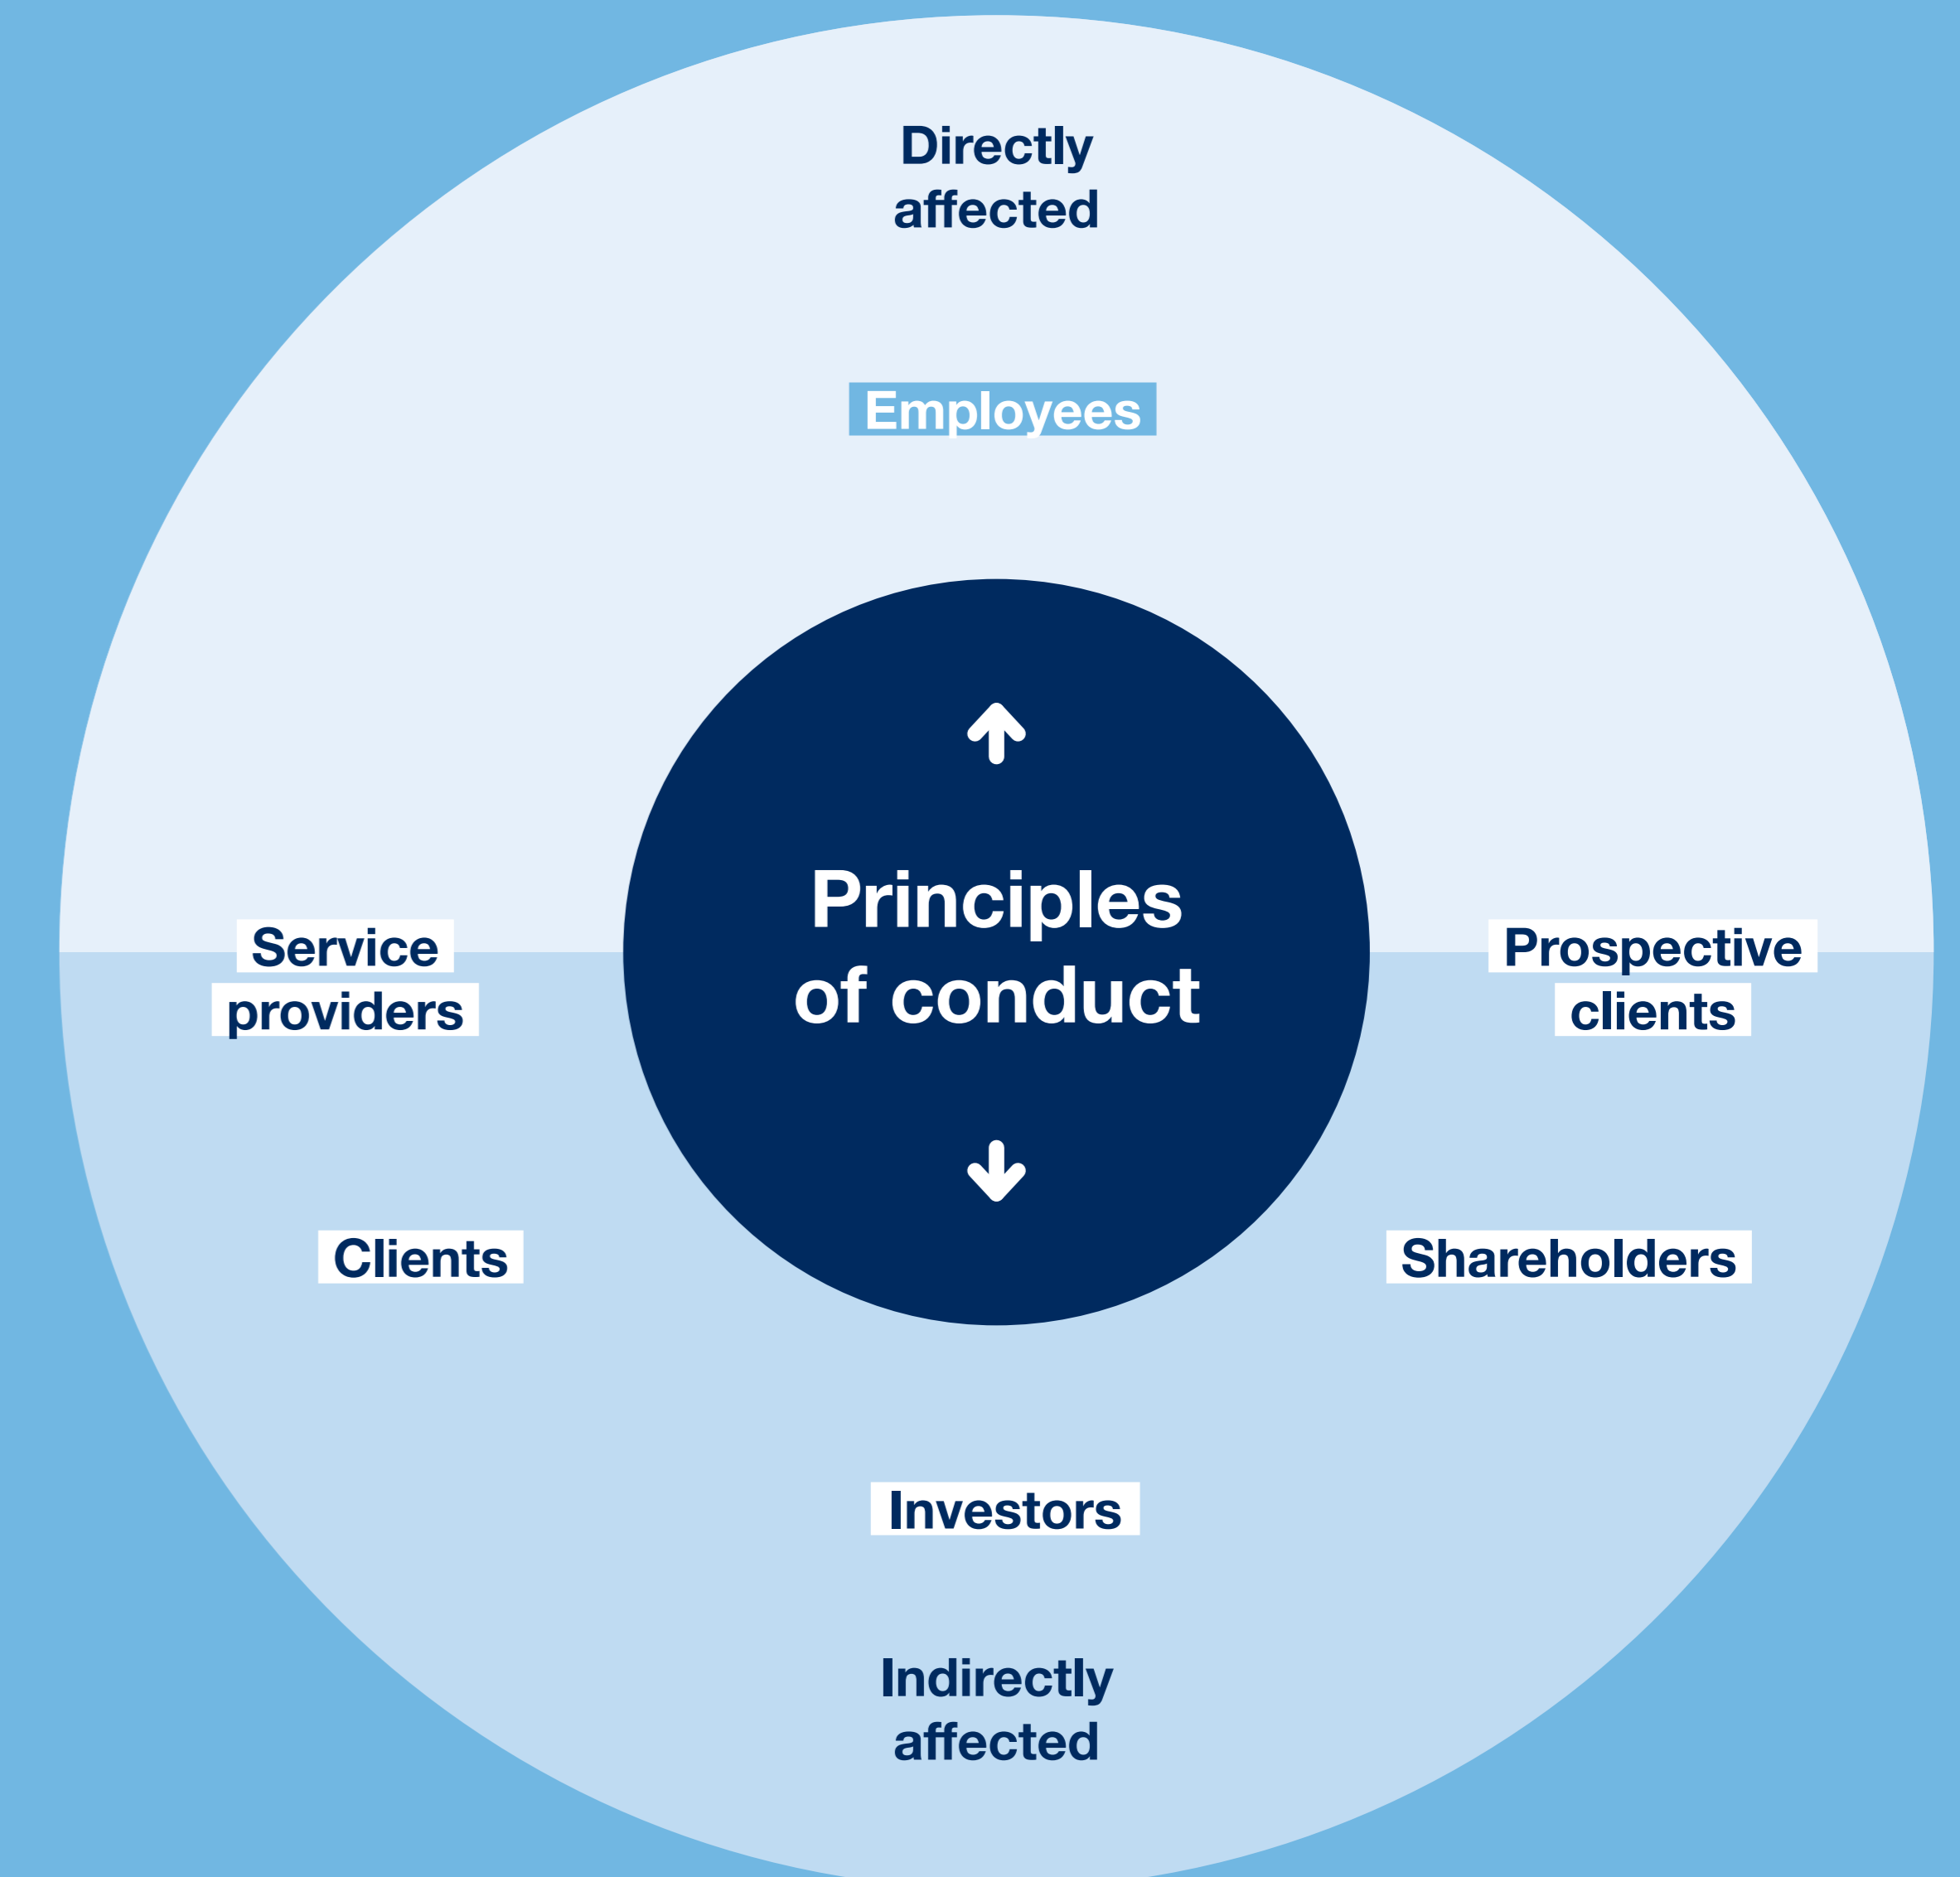 Directly
affected
Employees
Principles
of conduct
Service
providers
Prospective
clients
Clients
Shareholders
Investors
Indirectly
affected